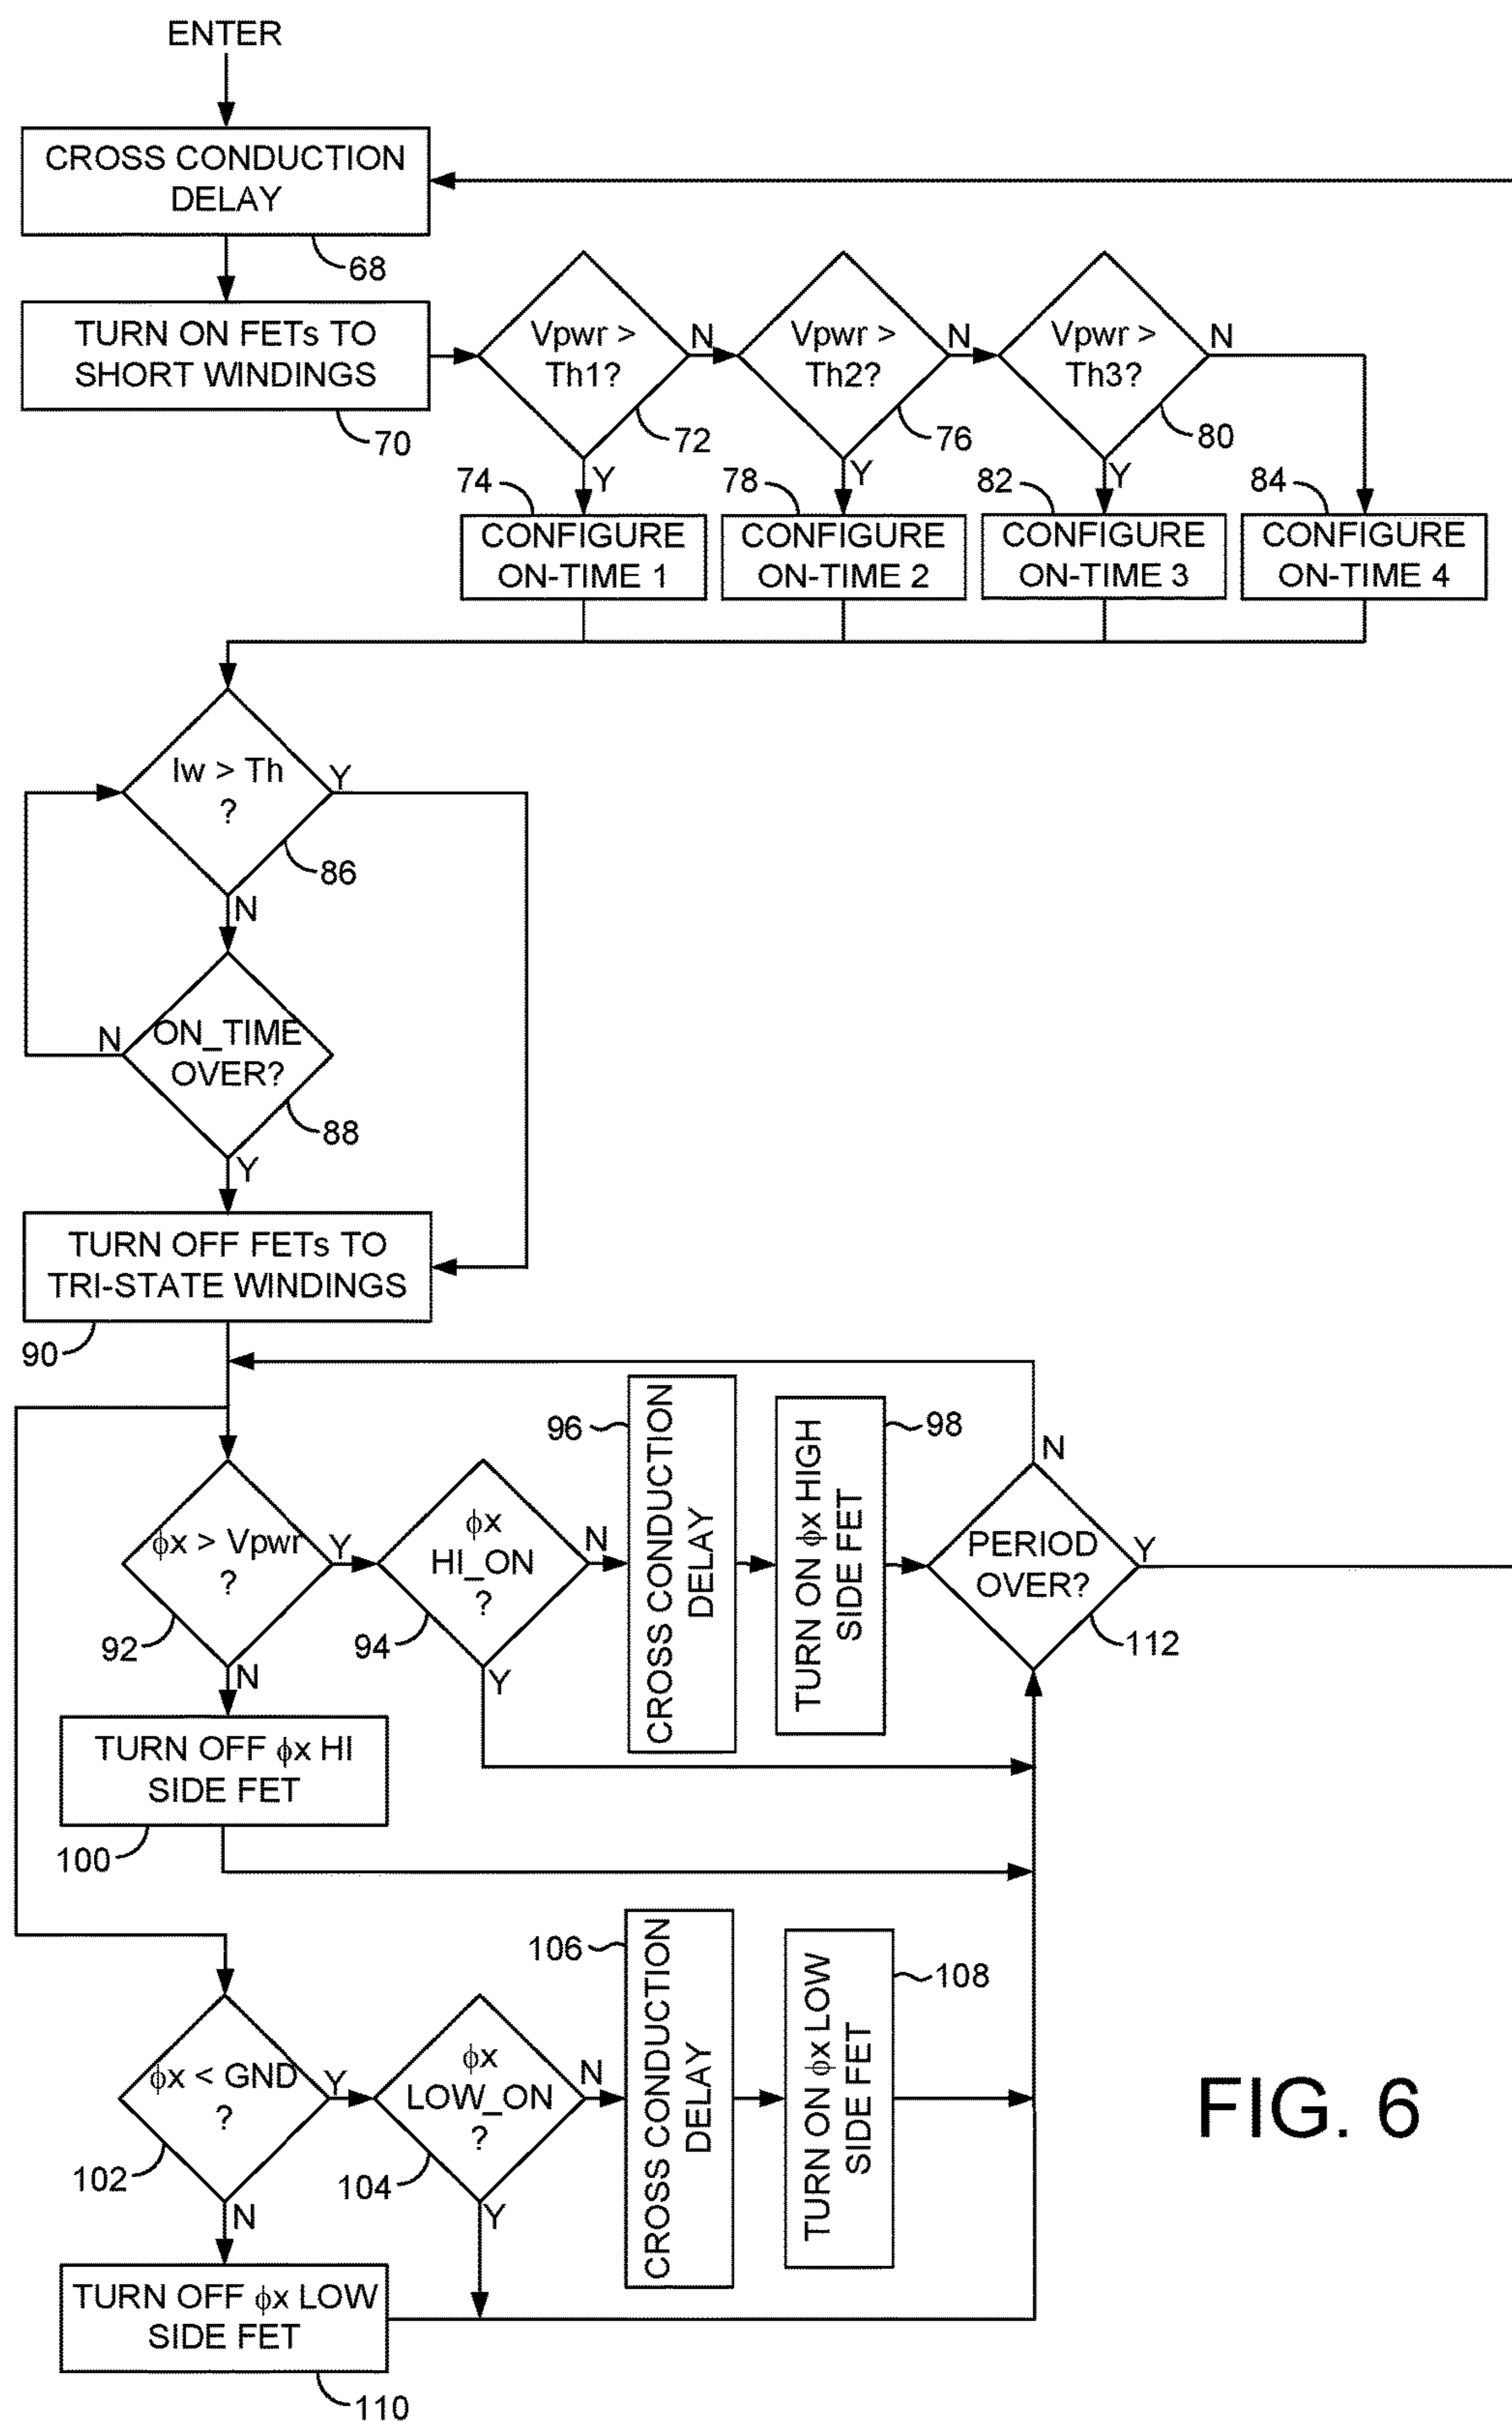 ENTER
CROSS CONDUCTION
DELAY
68
TURN ON FETs TO
SHORT WINDINGS
70
Vpwr >
Th1?
N
72
Y
Vpwr >
Th2?
N
76
Y
Vpwr >
Th3?
N
80
Y
74
CONFIGURE
ON-TIME 1
78
CONFIGURE
ON-TIME 2
82
CONFIGURE
ON-TIME 3
84
CONFIGURE
ON-TIME 4
Iw > Th
?
Y
86
N
ON_TIME
OVER?
N
88
Y
TURN OFF FETs TO
TRI-STATE WINDINGS
90
ϕx > Vpwr
?
Y
92
N
ϕx
HI_ON
?
N
94
Y
96
CROSS CONDUCTION
DELAY
98
TURN ON ϕx HIGH
SIDE FET
N
PERIOD
OVER?
Y
112
TURN OFF ϕx HI
SIDE FET
100
ϕx < GND
?
Y
102
N
ϕx
LOW_ON
?
N
104
Y
106
CROSS CONDUCTION
DELAY
108
TURN ON ϕx LOW
SIDE FET
TURN OFF ϕx LOW
SIDE FET
110
FIG. 6